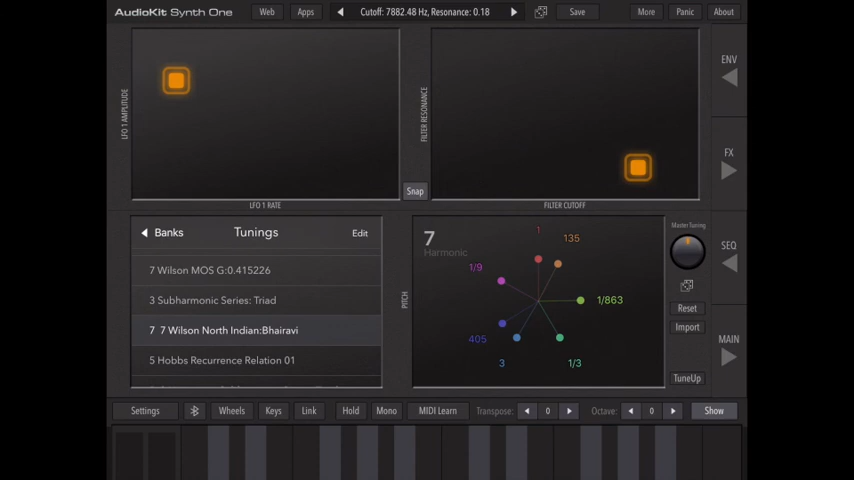 AudioKit Synth One
Web
Apps
Cutoff: 7882.48 Hz, Resonance: 0.18
Save
More
Panic
About
LFO 1 AMPLITUDE
LFO 1 RATE
Snap
FILTER RESONANCE
FILTER CUTOFF
ENV
FX
SEQ
MAIN
Banks
Tunings
Edit
7 Wilson MOS G:0.415226
3 Subharmonic Series: Triad
7 7 Wilson North Indian:Bhairavi
5 Hobbs Recurrence Relation 01
PITCH
7
Harmonic
1
135
1/9
1/863
405
3
1/3
MasterTuning
Reset
Import
TuneUp
Settings
Wheels
Keys
Link
Hold
Mono
MIDI Learn
Transpose:
0
Octave:
0
Show